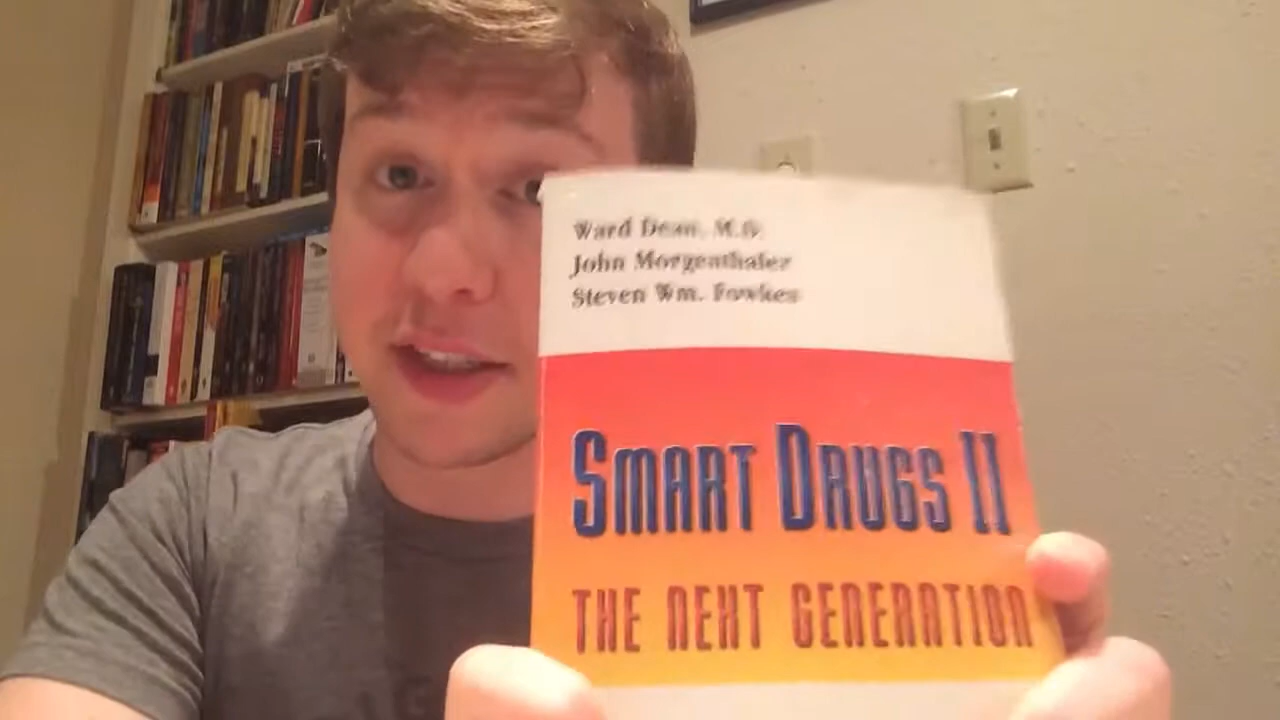 Ward Dean, M.D.
John Morgenthaler
Steven Wm. Fowkes
SMART DRUGS II
THE NEXT GENERATION